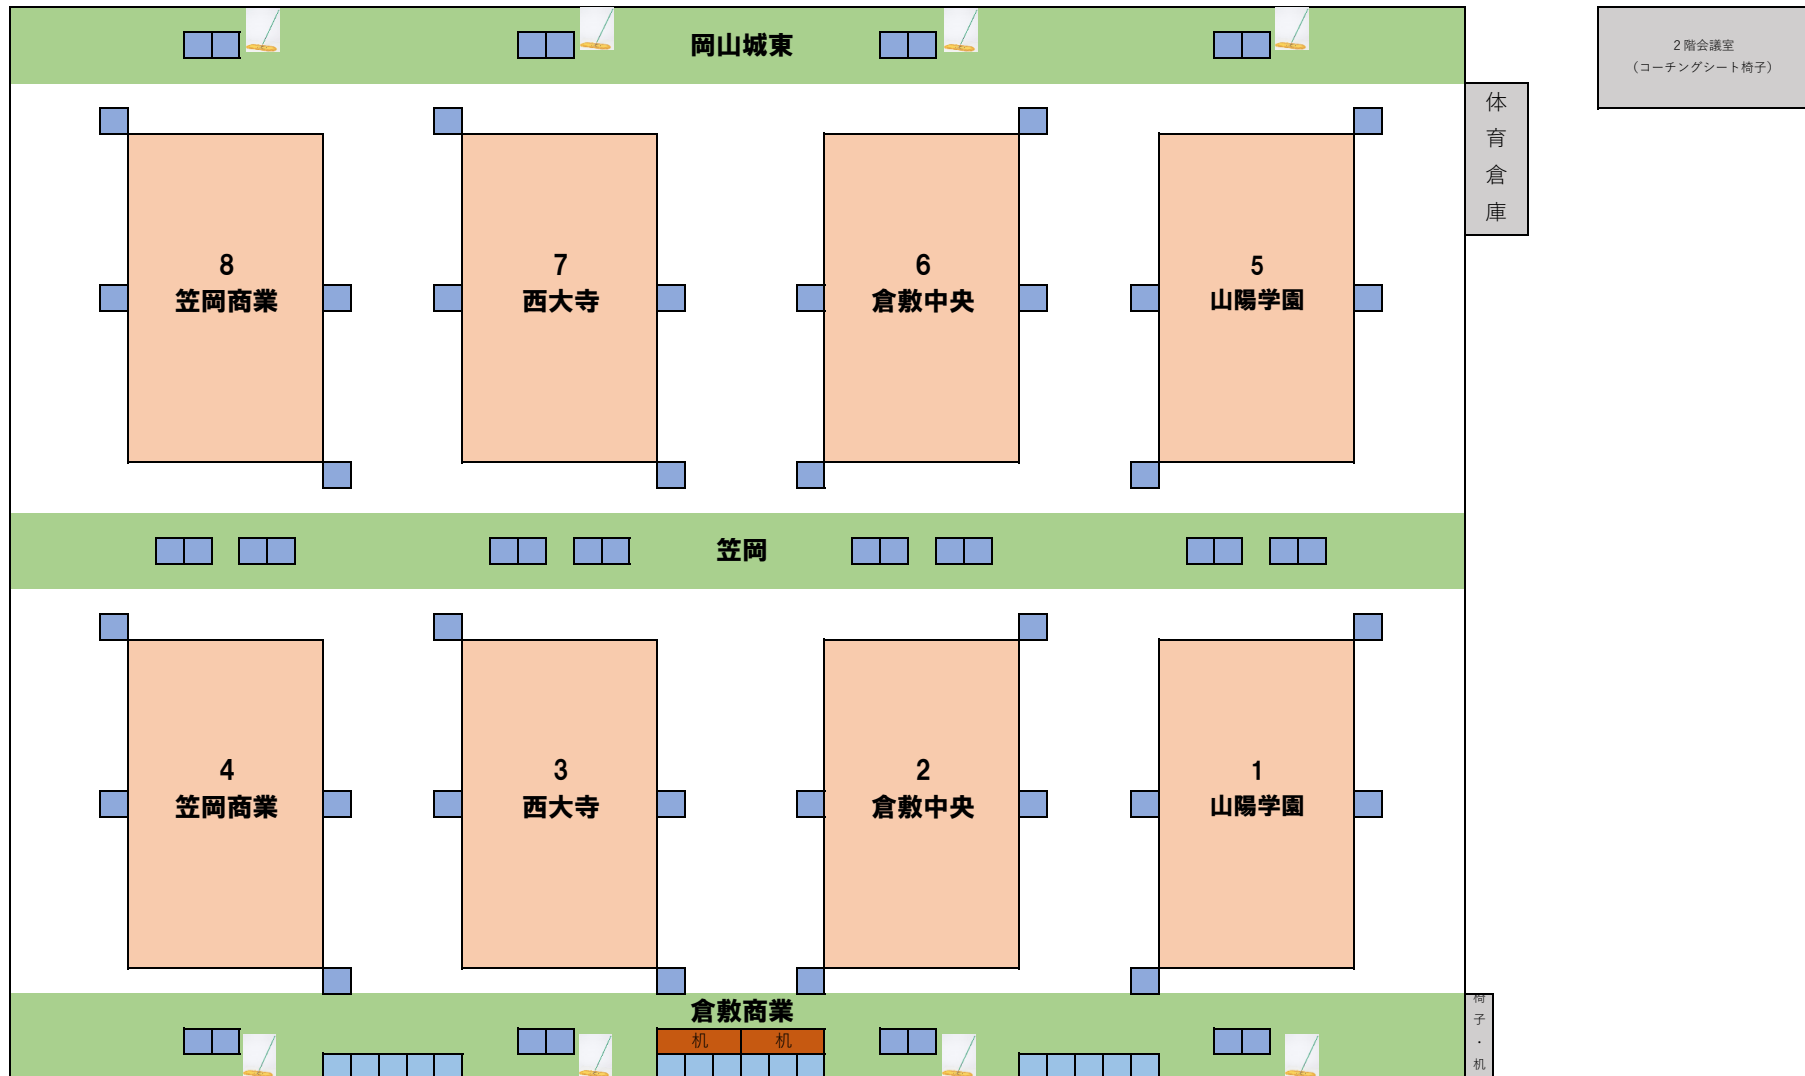 岡山城東
２階会議室
（コーチングシート椅子）
体育倉庫
8
笠岡商業
7
西大寺
6
倉敷中央
5
山陽学園
笠岡
4
笠岡商業
3
西大寺
2
倉敷中央
1
山陽学園
倉敷商業
机
机
椅子・机